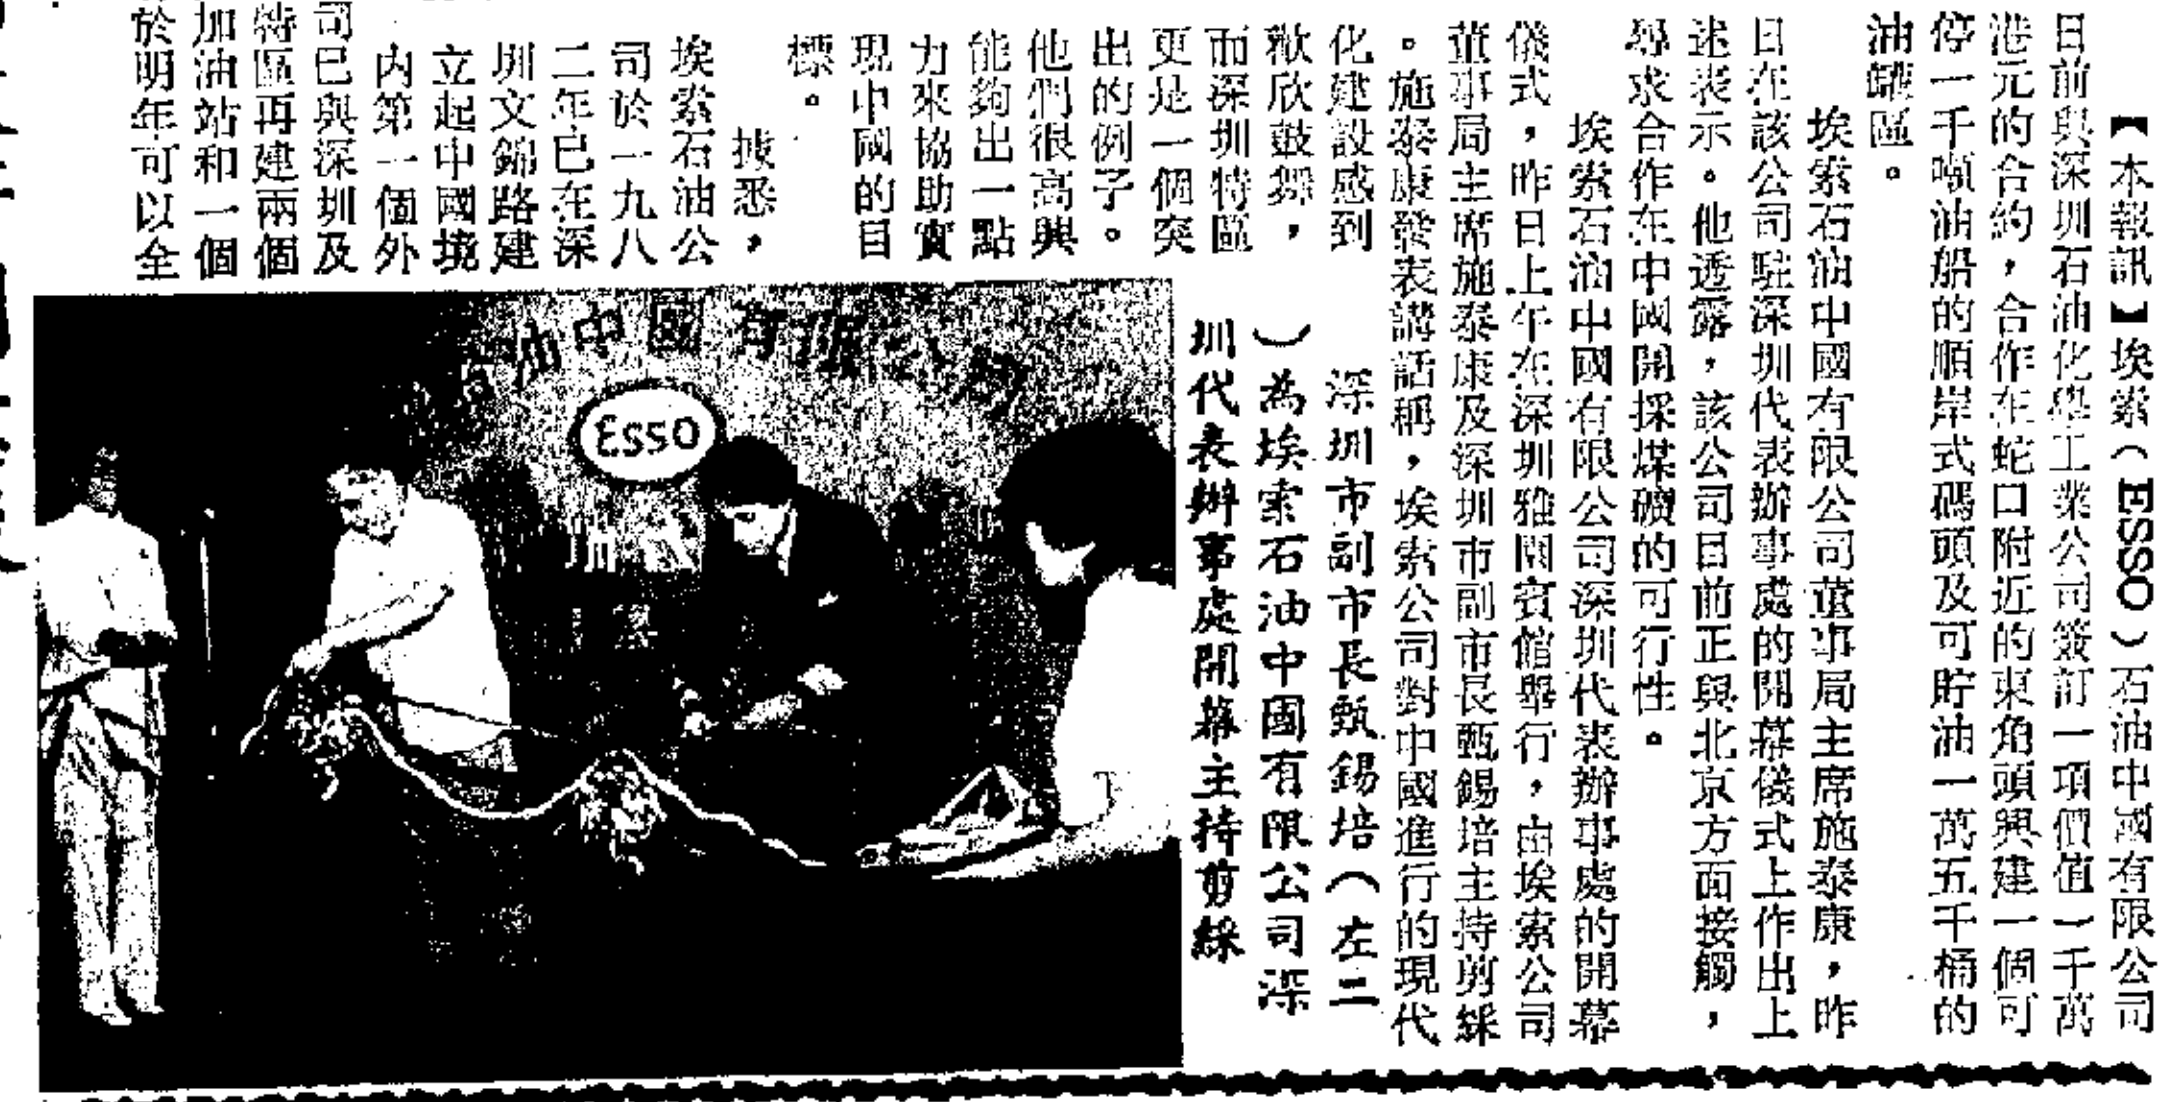 【本報訊】埃索（ESSO）石油中國有限公司
日前與深圳石油化學工業公司簽訂一項價值一千萬
港元的合約，合作在蛇口附近的東角頭興建一個可
停一千噸油船的順岸式碼頭及可貯油一萬五千桶的
油罐區。
埃索石油中國有限公司董事局主席施泰康，昨
日在該公司駐深圳代表辦事處的開幕儀式上作出上
述表示。他透露，該公司目前正與北京方面接觸，
尋求合作在中國開採煤礦的可行性。
埃索石油中國有限公司深圳代表辦事處的開幕
儀式，昨日上午在深圳雅園賓館舉行，由埃索公司
董事局主席施泰康及深圳市副市長甄錫培主持剪綵
。施泰康發表講話稱，埃索公司對中國進行的現代
化建設感到
歡欣鼓舞，
而深圳特區
更是一個突
出的例子。
他們很高興
能夠出一點
力來協助實
現中國的目
標。
據悉，
埃索石油公
司於一九八
二年已在深
圳文錦路建
立起中國境
內第一個外
司已與深圳及
特區再建兩個
加油站和一個
於明年可以全
深圳市副市長甄錫培（左二
）為埃索石油中國有限公司深
圳代表辦事處開幕主持剪綵
油中國有限公司
Esso
圳